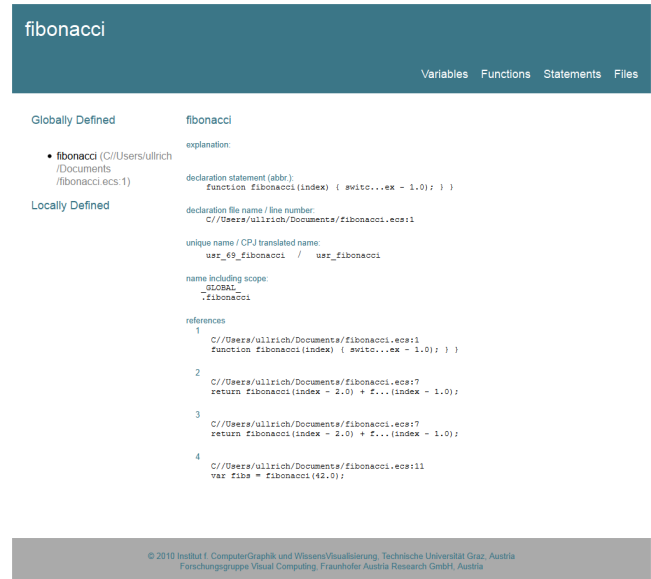 fibonacci
Variables Functions Statements Files
Globally Defined
fibonacci (C//Users/ullrich
/Documents
/fibonacci.ecs:1)
Locally Defined
fibonacci
explanation:
declaration statement (abbr.):
function fibonacci(index) { switc...ex - 1.0); } }
declaration file name / line number:
C//Users/ullrich/Documents/fibonacci.ecs:1
unique name / CPJ translated name:
usr_69_fibonacci / usr_fibonacci
name including scope:
_GLOBAL_
.fibonacci
references
1
C//Users/ullrich/Documents/fibonacci.ecs:1
function fibonacci(index) { switc...ex - 1.0); } }
2
C//Users/ullrich/Documents/fibonacci.ecs:7
return fibonacci(index - 2.0) + f...(index - 1.0);
3
C//Users/ullrich/Documents/fibonacci.ecs:7
return fibonacci(index - 2.0) + f...(index - 1.0);
4
C//Users/ullrich/Documents/fibonacci.ecs:11
var fibs = fibonacci(42.0);
© 2010 Institut f. ComputerGraphik und WissensVisualisierung, Technische Universität Graz, Austria
Forschungsgruppe Visual Computing, Fraunhofer Austria Research GmbH, Austria